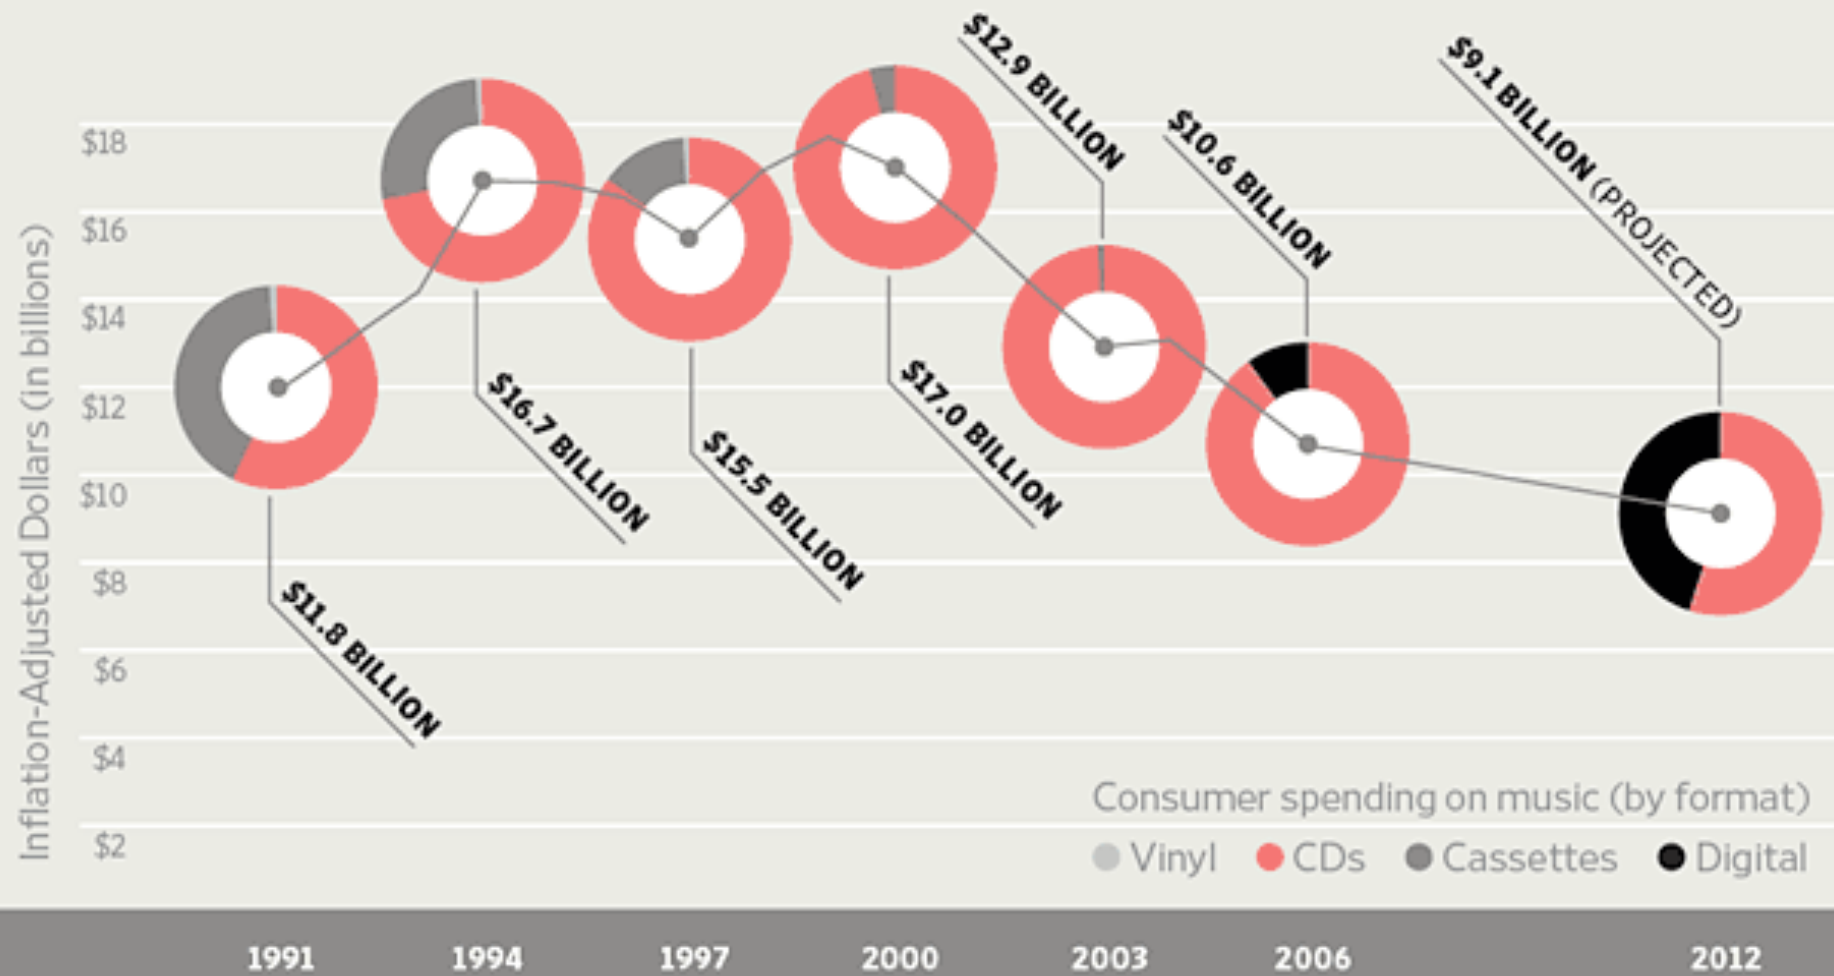 $12.9 BILLION
$9.1 BILLION (PROJECTED)
$10.6 BILLION
$18
$16
$14
$12
$10
$8
$6
$4
$2
Inflation-Adjusted Dollars (in billions)
$16.7 BILLION
$17.0 BILLION
$15.5 BILLION
$11.8 BILLION
Consumer spending on music (by format)
Vinyl CDs Cassettes Digital
1991 1994 1997 2000 2003 2006 2012